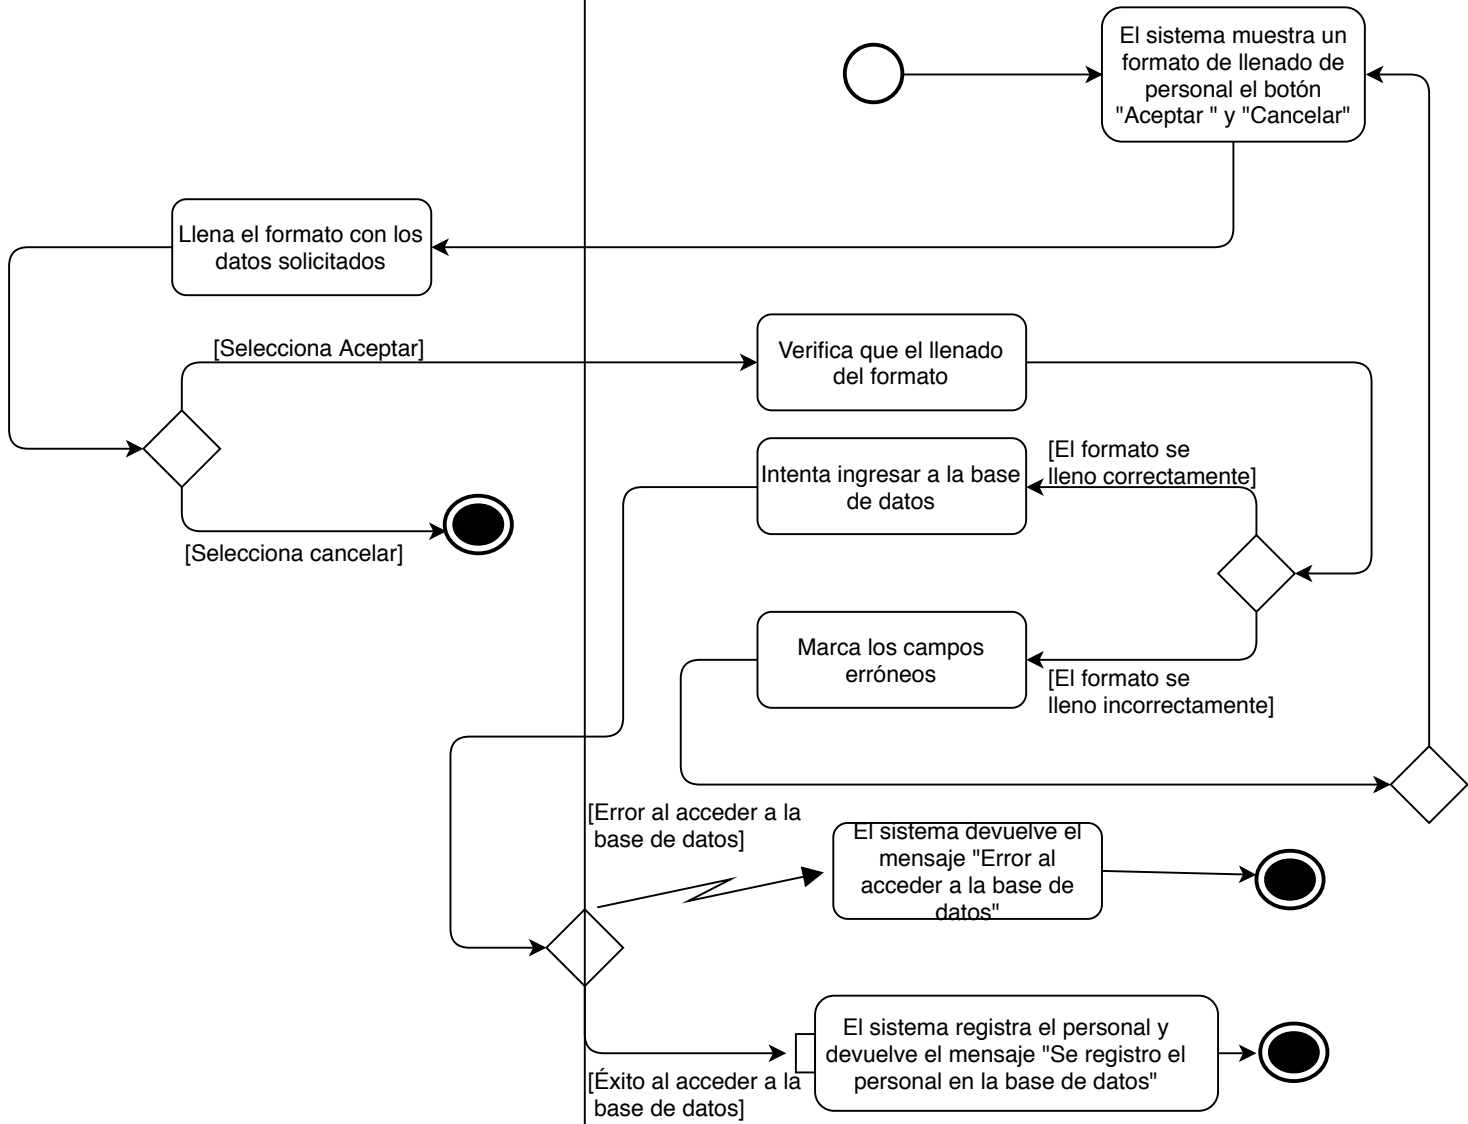 El sistema muestra un
formato de llenado de
personal el botón
"Aceptar " y "Cancelar"
Llena el formato con los
datos solicitados
[Selecciona Aceptar]
Verifica que el llenado
del formato
[El formato se
lleno correctamente]
Intenta ingresar a la base
de datos
[Selecciona cancelar]
Marca los campos
erróneos
[El formato se
lleno incorrectamente]
[Error al acceder a la
base de datos]
El sistema devuelve el
mensaje "Error al
acceder a la base de
datos"
El sistema registra el personal y
devuelve el mensaje "Se registro el
personal en la base de datos"
[Éxito al acceder a la
base de datos]